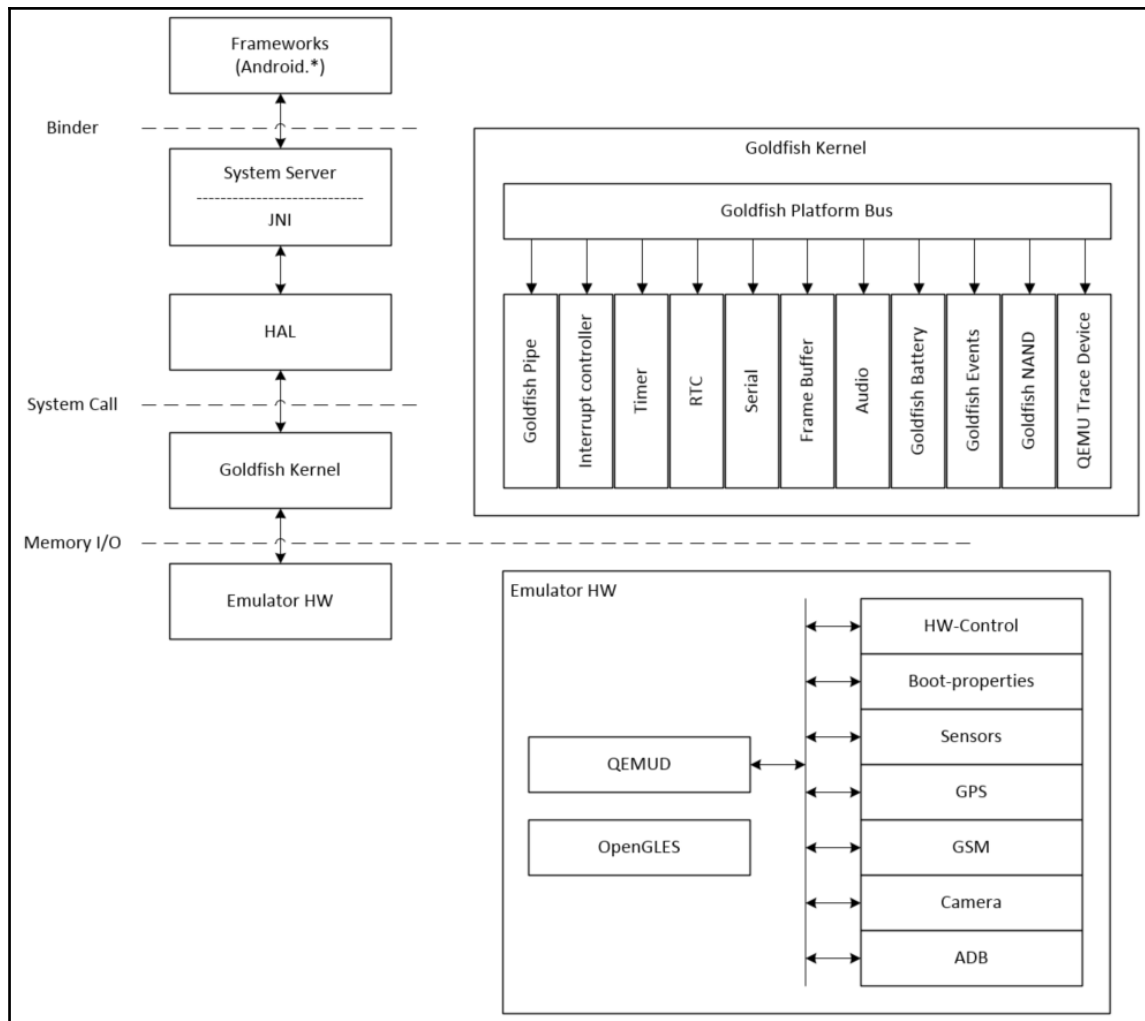 Frameworks
(Android.*)
Binder
System Server
JNI
HAL
System Call
Goldfish Kernel
Memory I/O
Emulator HW
Goldfish Kernel
Goldfish Platform Bus
Goldfish Pipe
Interrupt controller
Timer
RTC
Serial
Frame Buffer
Audio
Goldfish Battery
Goldfish Events
Goldfish NAND
QEMU Trace Device
Emulator HW
QEMUD
OpenGLES
HW-Control
Boot-properties
Sensors
GPS
GSM
Camera
ADB